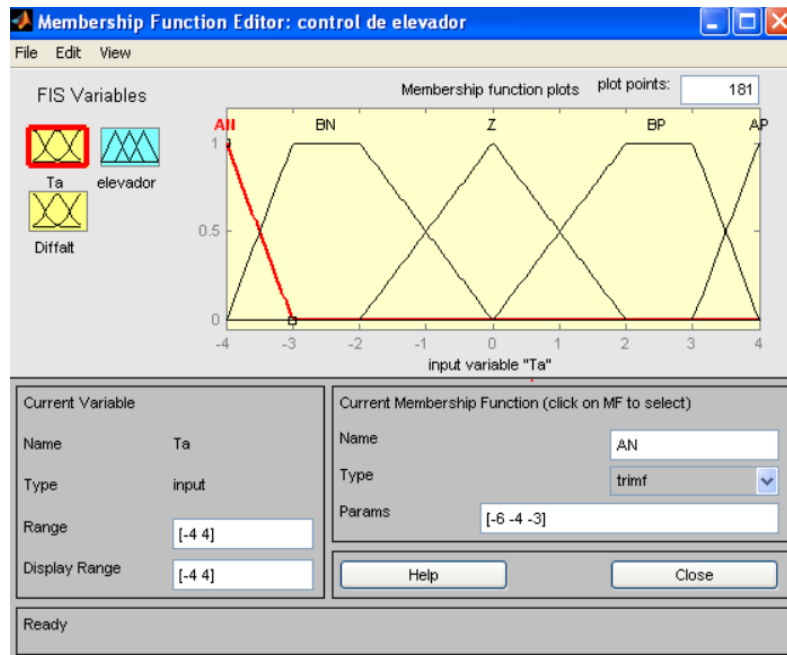 Membership Function Editor: control de elevador
File Edit View
FIS Variables
Ta
elevador
Diffalt
Membership function plots
plot points:
181
AN BN Z BP AP
1
0.5
0
-4 -3 -2 -1 0 1 2 3 4
input variable "Ta"
Current Variable
Name Ta
Type input
Range [-4 4]
Display Range [-4 4]
Current Membership Function (click on MF to select)
Name AN
Type trimf
Params [-6 -4 -3]
Help Close
Ready